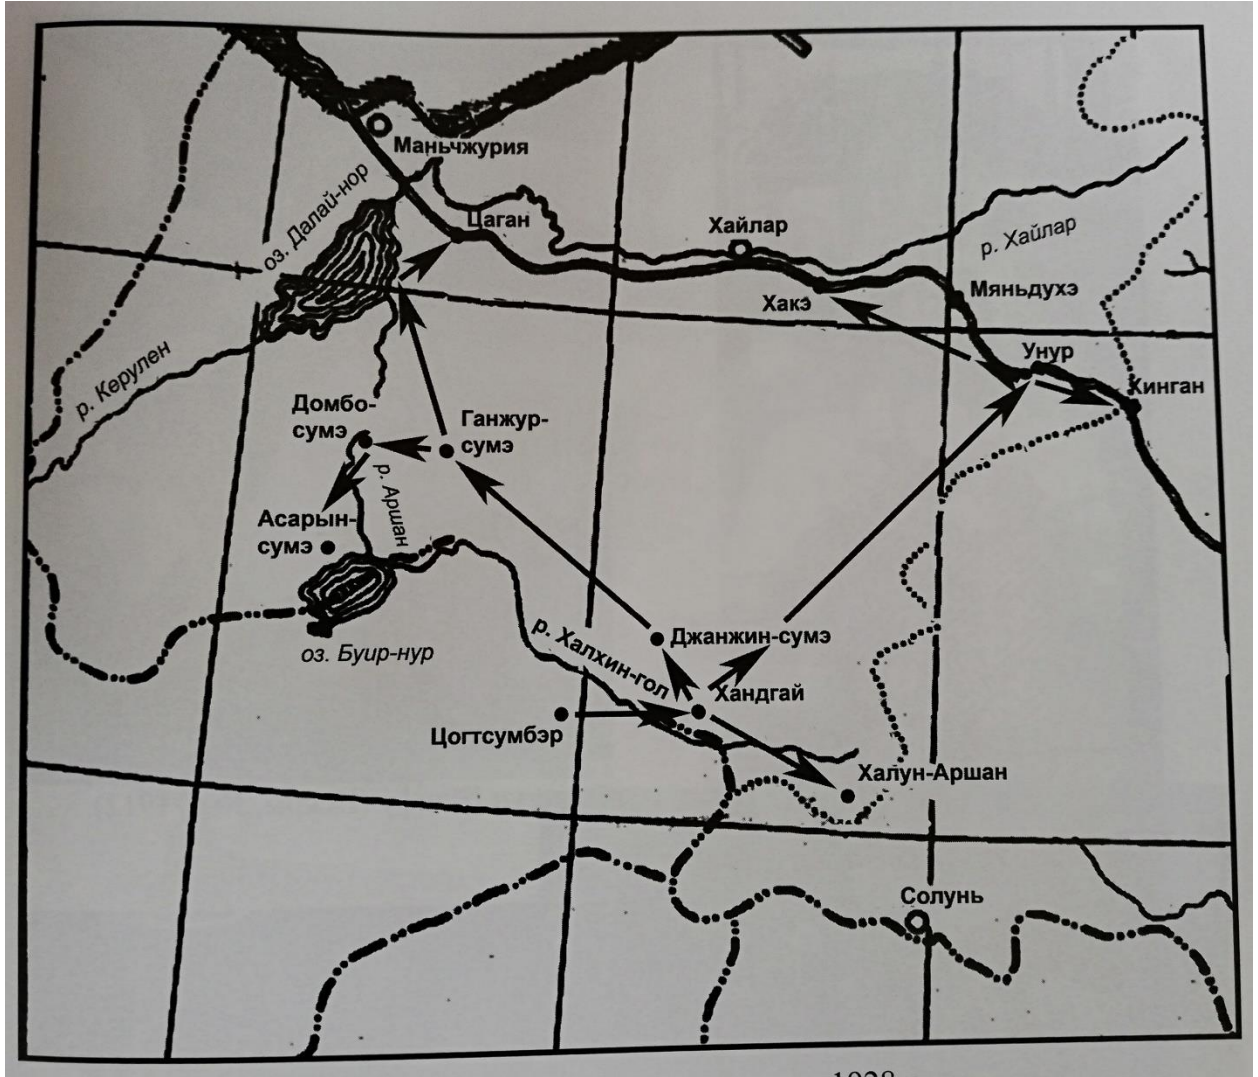 Маньчжурия
оз. Далай-нор
Цаган
Хайлар
р. Хайлар
Хакэ
Мяньдухэ
Унур
Хинган
р. Керулен
Домбо-
сумэ
Ганжур-
сумэ
р. Аршан
Асарын-
сумэ
оз. Буир-нур
р. Халхин-гол
Джанжин-сумэ
Хандгай
Цогтсумбэр
Халун-Аршан
Солунь